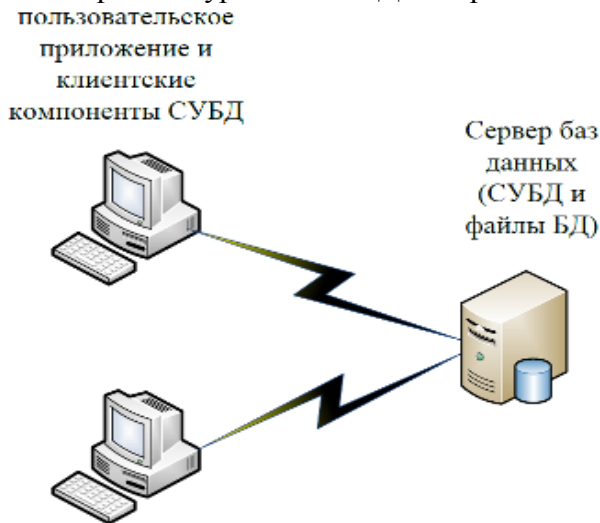 пользовательское
приложение и
клиентские
компоненты СУБД
Сервер баз
данных
(СУБД и
файлы БД)